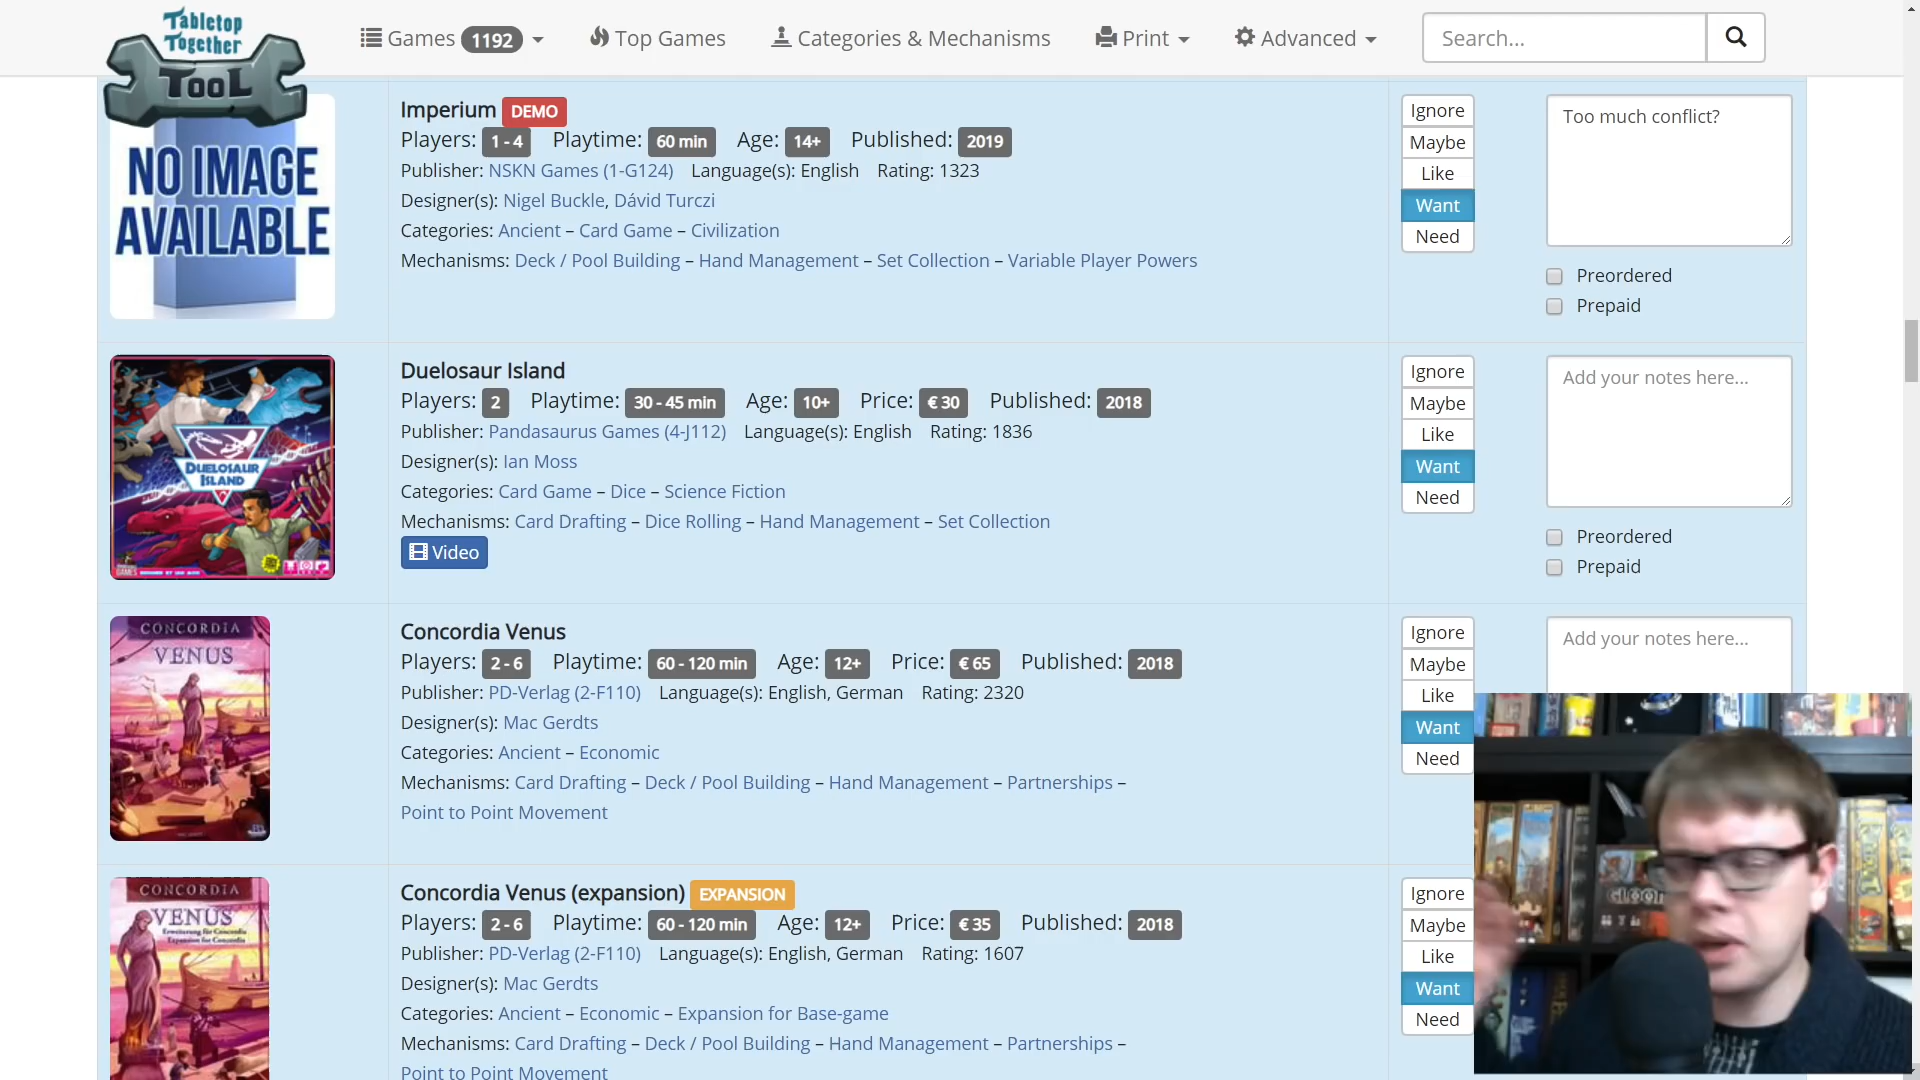 Tabletop
Together
TOOL
Games 1192
Top Games
Categories & Mechanisms
Print
Advanced
Search...
NO IMAGE
AVAILABLE
Imperium DEMO
Players: 1 - 4 Playtime: 60 min Age: 14+ Published: 2019
Publisher: NSKN Games (1-G124) Language(s): English Rating: 1323
Designer(s): Nigel Buckle, Dávid Turczi
Categories: Ancient – Card Game – Civilization
Mechanisms: Deck / Pool Building – Hand Management – Set Collection – Variable Player Powers
Ignore
Maybe
Like
Want
Need
Too much conflict?
Preordered
Prepaid
DUELOSAUR
ISLAND
Duelosaur Island
Players: 2 Playtime: 30 - 45 min Age: 10+ Price: € 30 Published: 2018
Publisher: Pandasaurus Games (4-J112) Language(s): English Rating: 1836
Designer(s): Ian Moss
Categories: Card Game – Dice – Science Fiction
Mechanisms: Card Drafting – Dice Rolling – Hand Management – Set Collection
Video
Ignore
Maybe
Like
Want
Need
Add your notes here...
Preordered
Prepaid
CONCORDIA
VENUS
Concordia Venus
Players: 2 - 6 Playtime: 60 - 120 min Age: 12+ Price: € 65 Published: 2018
Publisher: PD-Verlag (2-F110) Language(s): English, German Rating: 2320
Designer(s): Mac Gerdts
Categories: Ancient – Economic
Mechanisms: Card Drafting – Deck / Pool Building – Hand Management – Partnerships –
Point to Point Movement
Ignore
Maybe
Like
Want
Need
Add your notes here...
CONCORDIA
VENUS
Erweiterung für Concordia
Expansion for Concordia
Concordia Venus (expansion) EXPANSION
Players: 2 - 6 Playtime: 60 - 120 min Age: 12+ Price: € 35 Published: 2018
Publisher: PD-Verlag (2-F110) Language(s): English, German Rating: 1607
Designer(s): Mac Gerdts
Categories: Ancient – Economic – Expansion for Base-game
Mechanisms: Card Drafting – Deck / Pool Building – Hand Management – Partnerships –
Point to Point Movement
Ignore
Maybe
Like
Want
Need
GLOOM